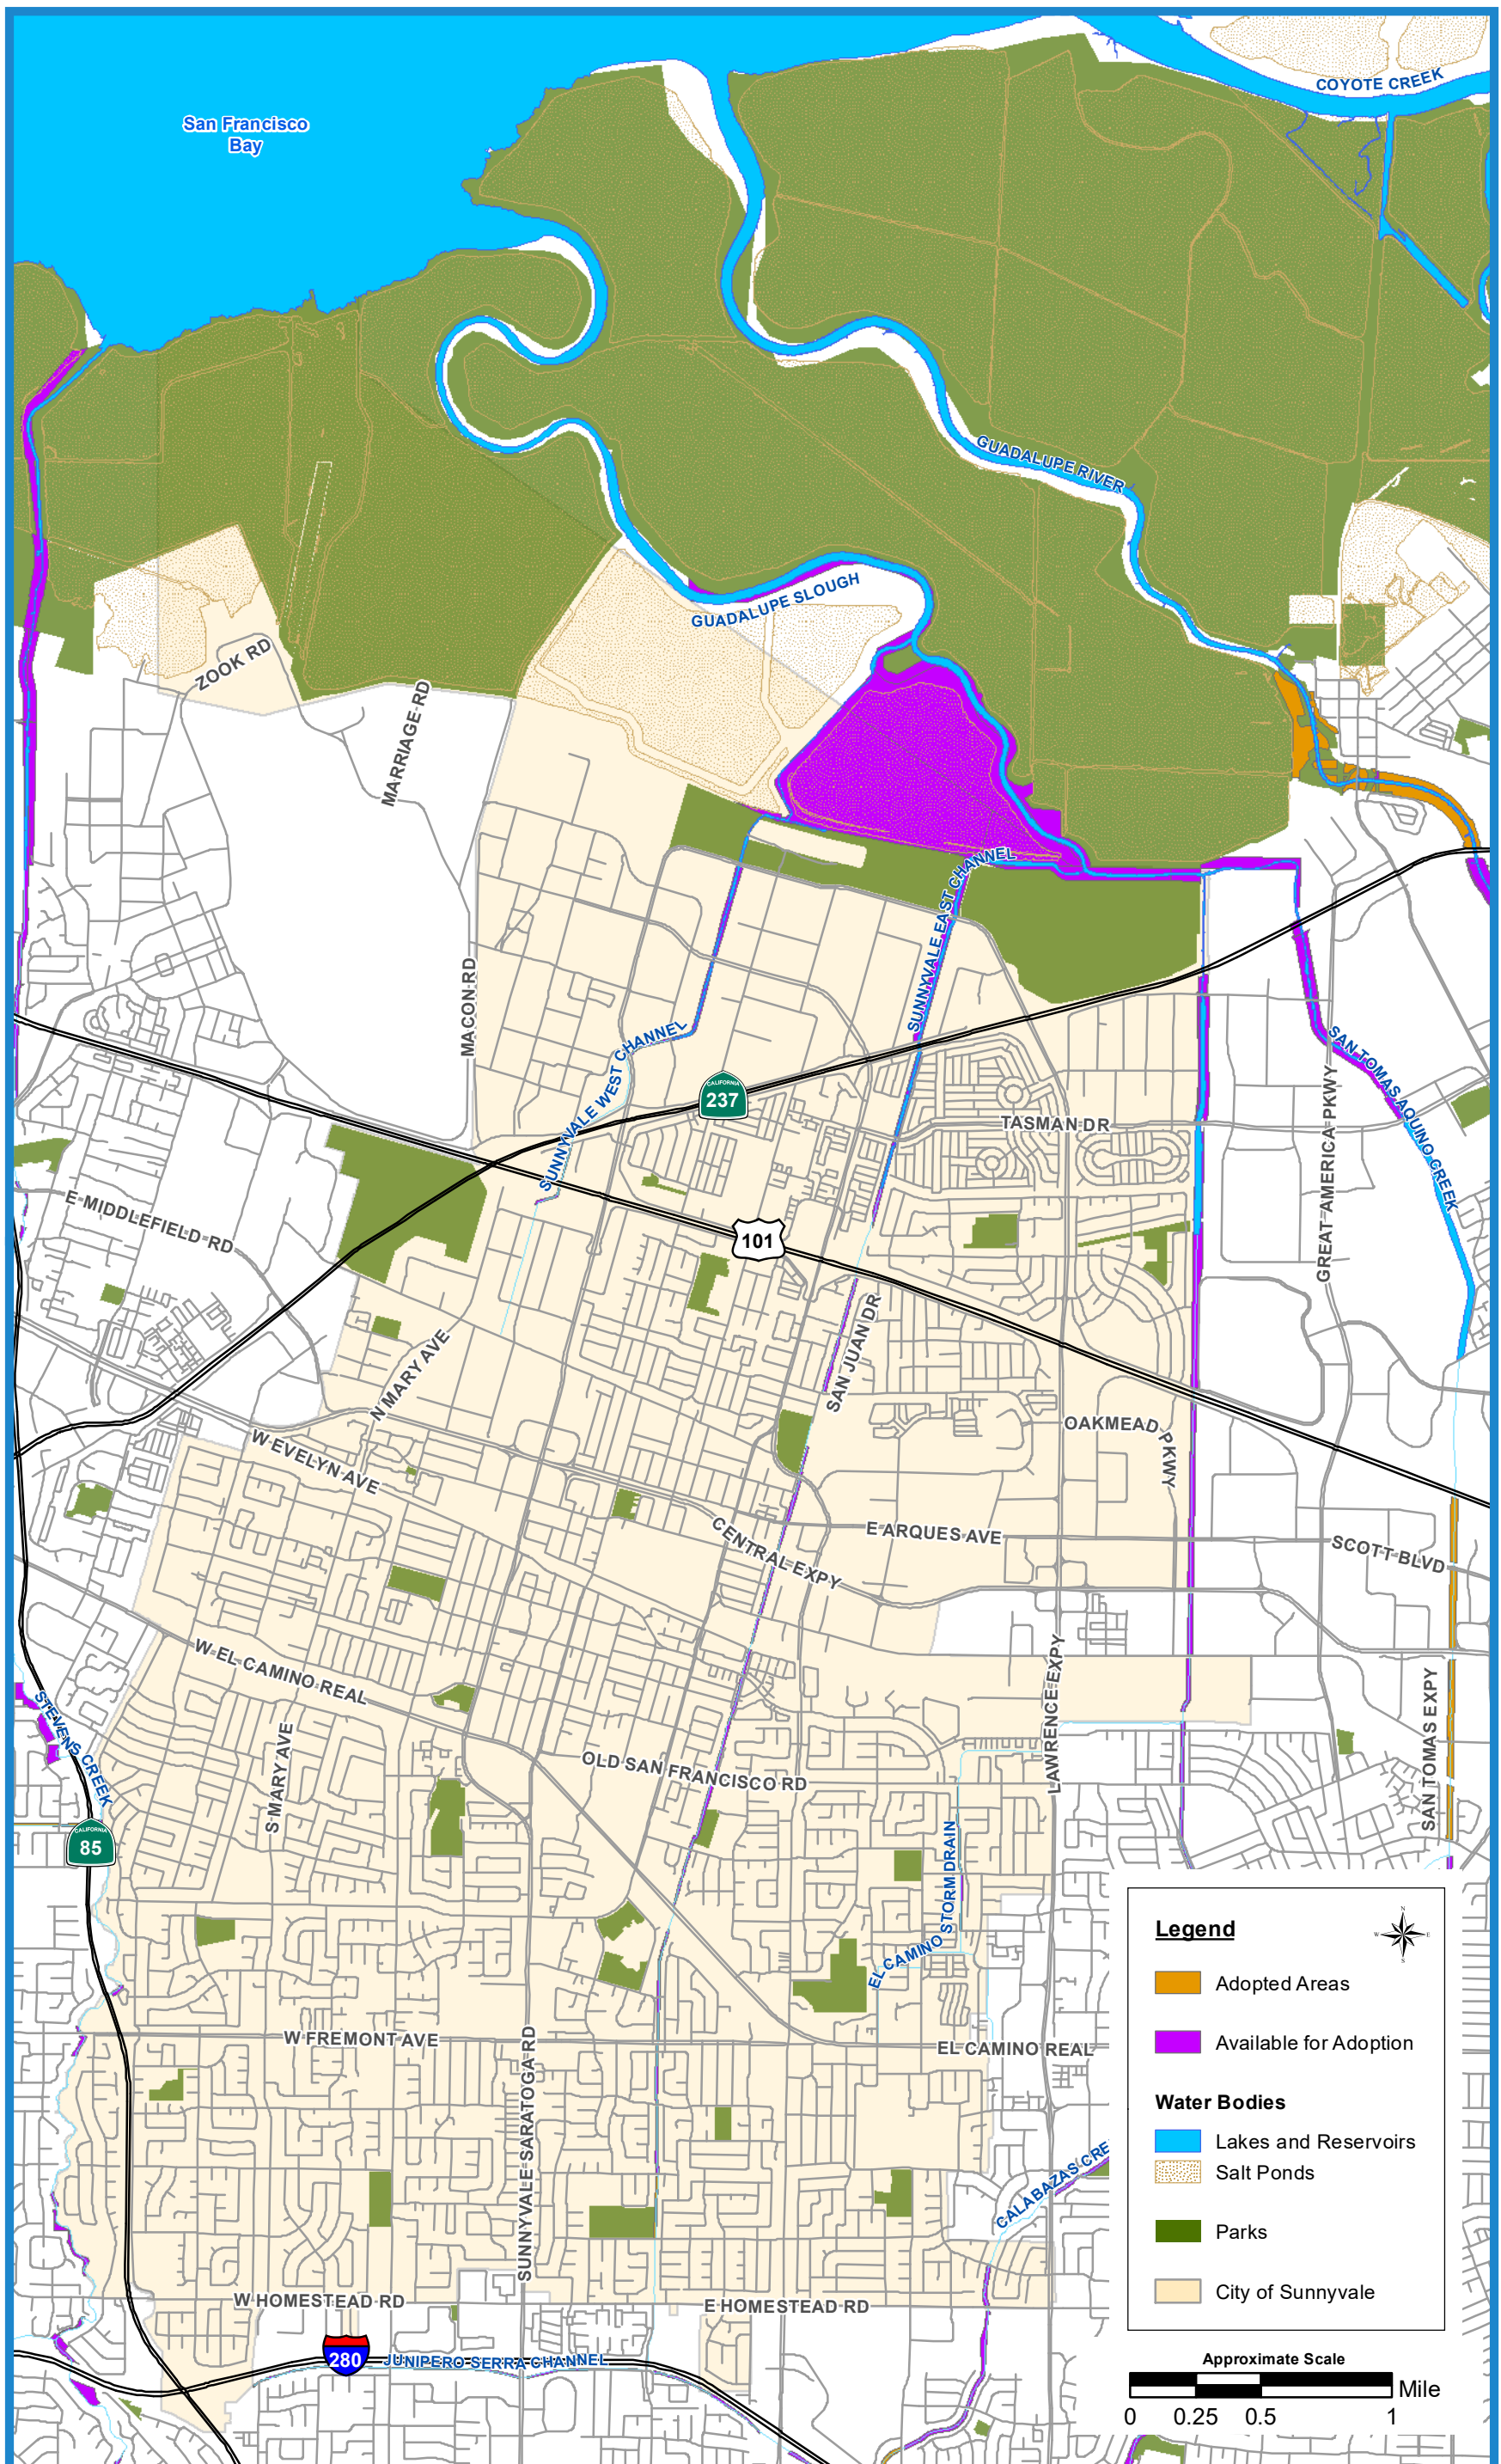 COYOTE CREEK
San Francisco
Bay
GUADALUPE RIVER
GUADALUPE SLOUGH
ZOOK RD
MARRIAGE RD
SUNNYVALE EAST CHANNEL
MACON RD
SUNNYVALE WEST CHANNEL
CALIFORNIA
237
TASMAN DR
SAN TOMAS AQUINO CREEK
GREAT AMERICA PKWY
E MIDDLEFIELD RD
101
SAN JUAN DR
N MARY AVE
OAKMEAD PKWY
W EVELYN AVE
CENTRAL EXPY
E ARQUES AVE
SCOTT BLVD
W EL CAMINO REAL
LAWRENCE EXPY
SAN TOMAS EXPY
STEVENS CREEK
S MARY AVE
OLD SAN FRANCISCO RD
CALIFORNIA
85
EL CAMINO STORM DRAIN
W FREMONT AVE
EL CAMINO REAL
SUNNYVALE SARATOGA RD
CALABAZAS CRE
W HOMESTEAD RD
E HOMESTEAD RD
280
JUNIPERO SERRA CHANNEL
Legend
N
W
E
S
Adopted Areas
Available for Adoption
Water Bodies
Lakes and Reservoirs
Salt Ponds
Parks
City of Sunnyvale
Approximate Scale
Mile
0 0.25 0.5 1